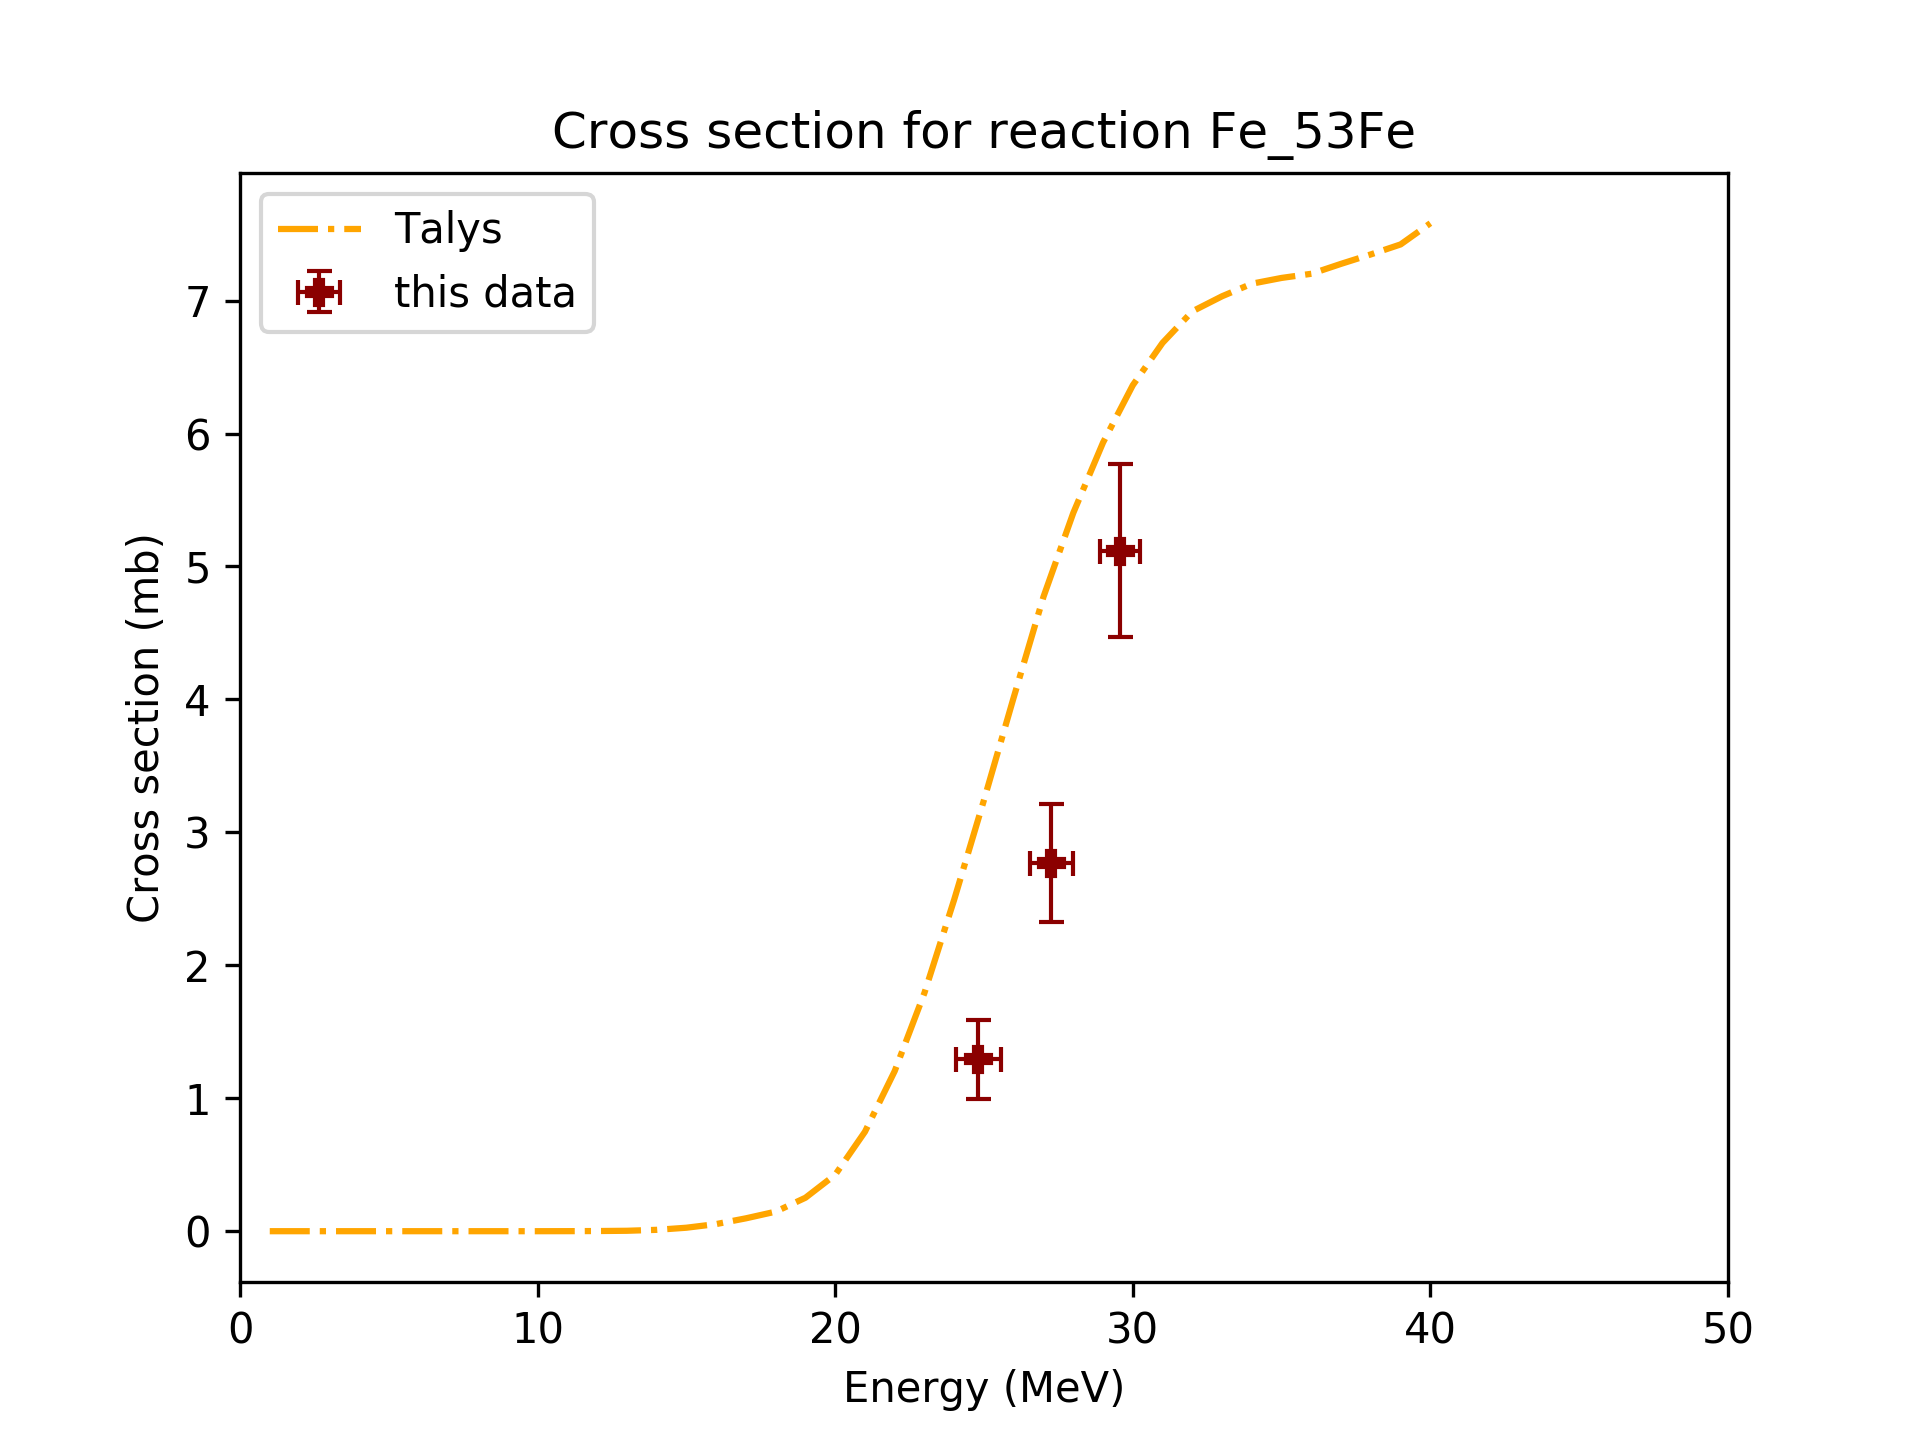 Cross section for reaction Fe_53Fe
Talys
this data
7
6
5
4
3
2
1
0
Cross section (mb)
0 10 20 30 40 50
Energy (MeV)